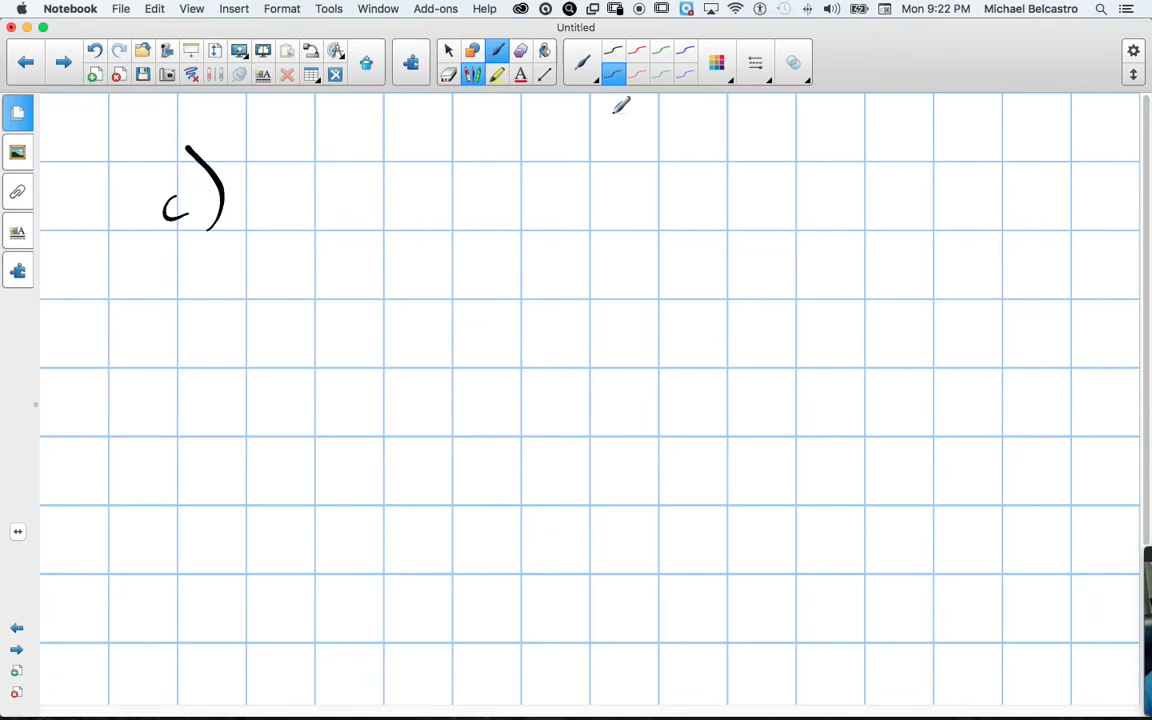 Notebook File Edit View Insert Format Tools Window Add-ons Help Mon 9:22 PM Michael Belcastro
Untitled
c)